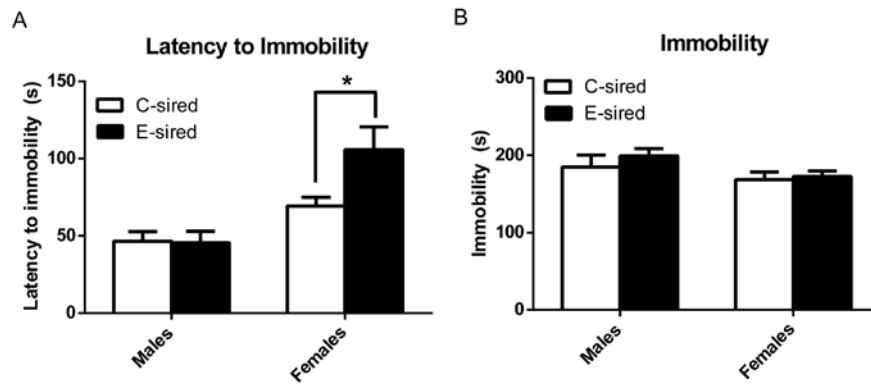 A
Latency to Immobility
Latency to immobility (s)
150
100
50
0
C-sired
E-sired
*
Males
Females
B
Immobility
Immobility (s)
300
200
100
0
C-sired
E-sired
Males
Females